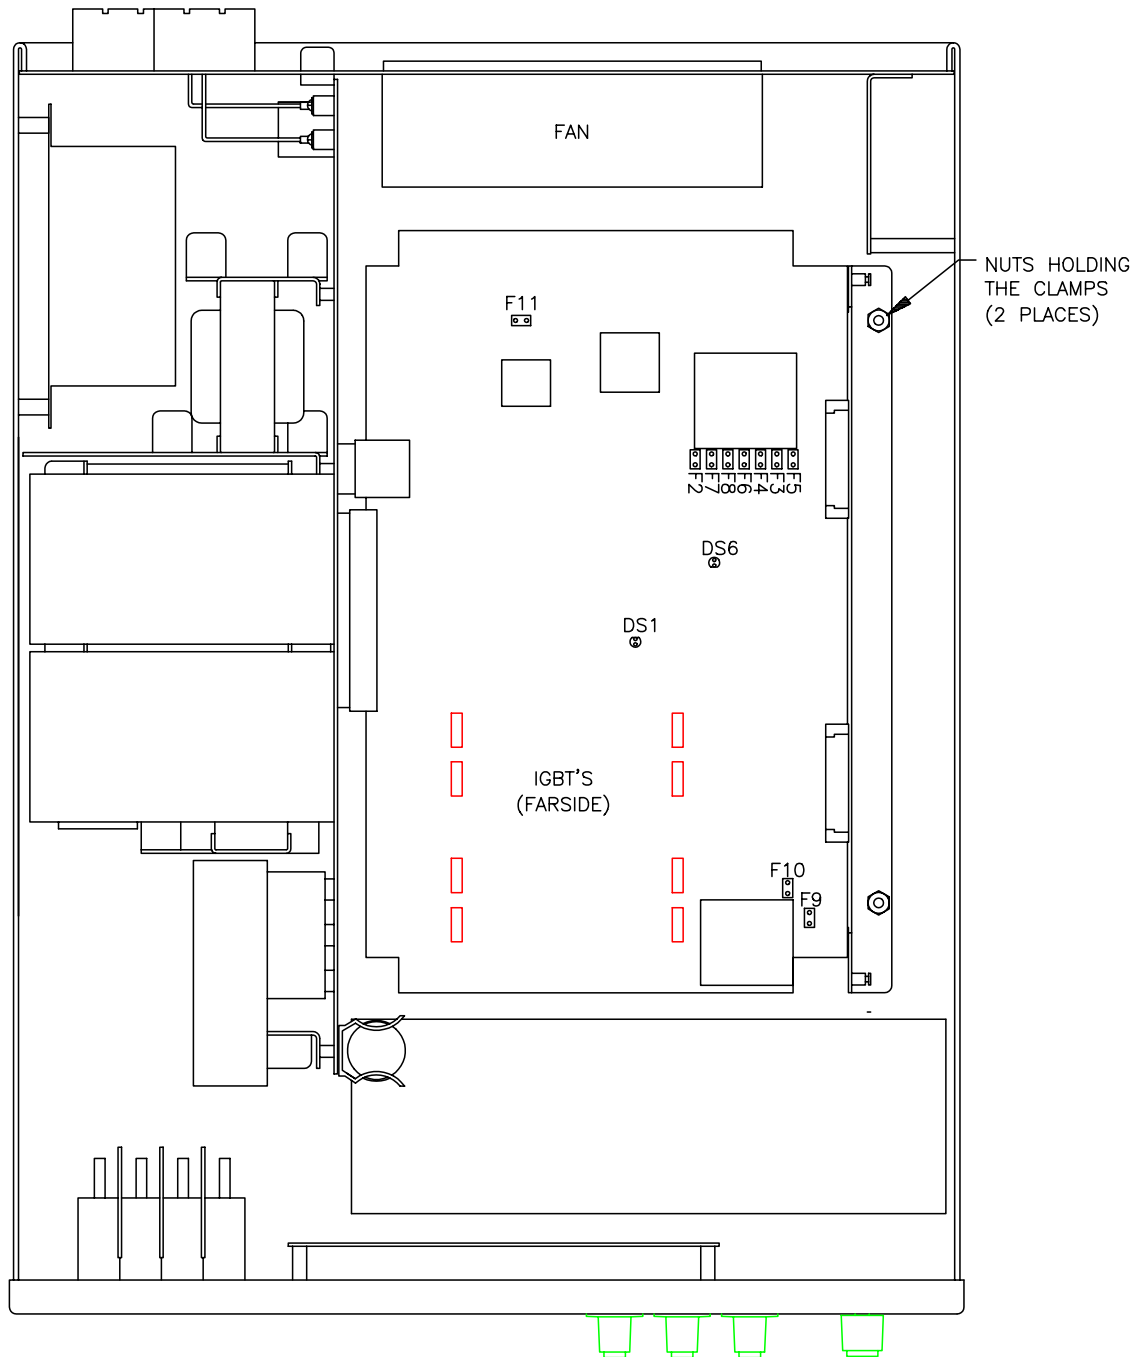 FAN
NUTS HOLDING
THE CLAMPS
(2 PLACES)
F11
F2 F7 F8 F6 F4 F3 F5
DS6
DS1
IGBT'S
(FARSIDE)
F10
F9